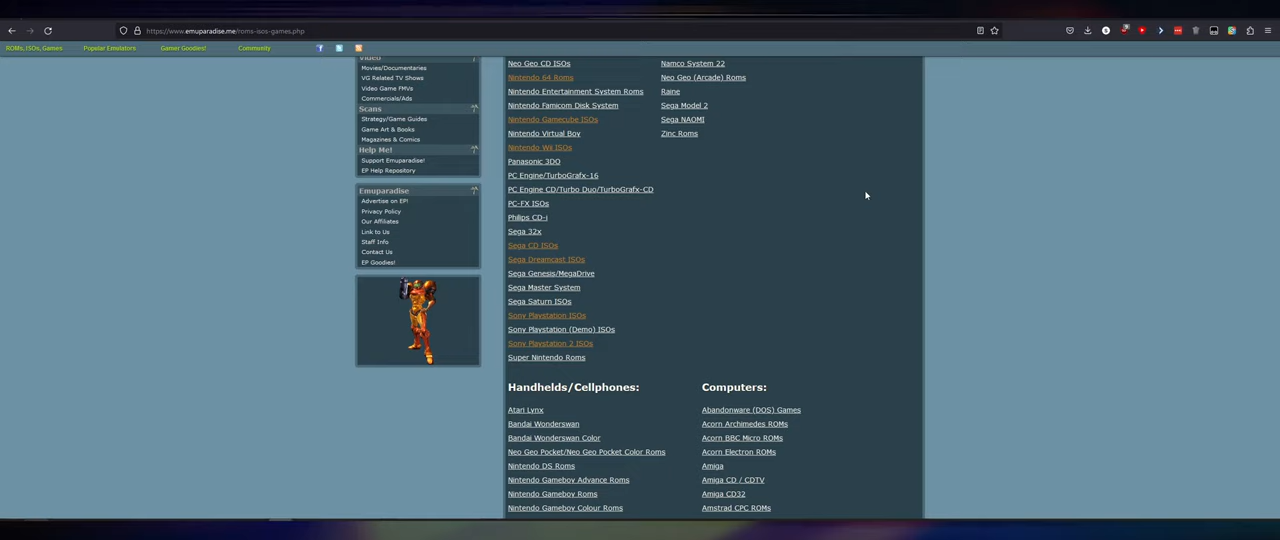 https://www.emuparadise.me/roms-isos-games.php
9
ROMs, ISOs, Games
Popular Emulators
Gamer Goodies!
Community
Video
Movies/Documentaries
VG Related TV Shows
Video Game FMVs
Commercials/Ads
Scans
Strategy/Game Guides
Game Art & Books
Magazines & Comics
Help Me!
Support Emuparadise!
EP Help Repository
Emuparadise
Advertise on EP!
Privacy Policy
Our Affiliates
Link to Us
Staff Info
Contact Us
EP Goodies!
Neo Geo CD ISOs
Nintendo 64 Roms
Nintendo Entertainment System Roms
Nintendo Famicom Disk System
Nintendo Gamecube ISOs
Nintendo Virtual Boy
Nintendo Wii ISOs
Panasonic 3DO
PC Engine/TurboGrafx-16
PC Engine CD/Turbo Duo/TurboGrafx-CD
PC-FX ISOs
Philips CD-i
Sega 32x
Sega CD ISOs
Sega Dreamcast ISOs
Sega Genesis/MegaDrive
Sega Master System
Sega Saturn ISOs
Sony Playstation ISOs
Sony Playstation (Demo) ISOs
Sony Playstation 2 ISOs
Super Nintendo Roms
Namco System 22
Neo Geo (Arcade) Roms
Raine
Sega Model 2
Sega NAOMI
Zinc Roms
Handhelds/Cellphones:
Atari Lynx
Bandai Wonderswan
Bandai Wonderswan Color
Neo Geo Pocket/Neo Geo Pocket Color Roms
Nintendo DS Roms
Nintendo Gameboy Advance Roms
Nintendo Gameboy Roms
Nintendo Gameboy Colour Roms
Computers:
Abandonware (DOS) Games
Acorn Archimedes ROMs
Acorn BBC Micro ROMs
Acorn Electron ROMs
Amiga
Amiga CD / CDTV
Amiga CD32
Amstrad CPC ROMs